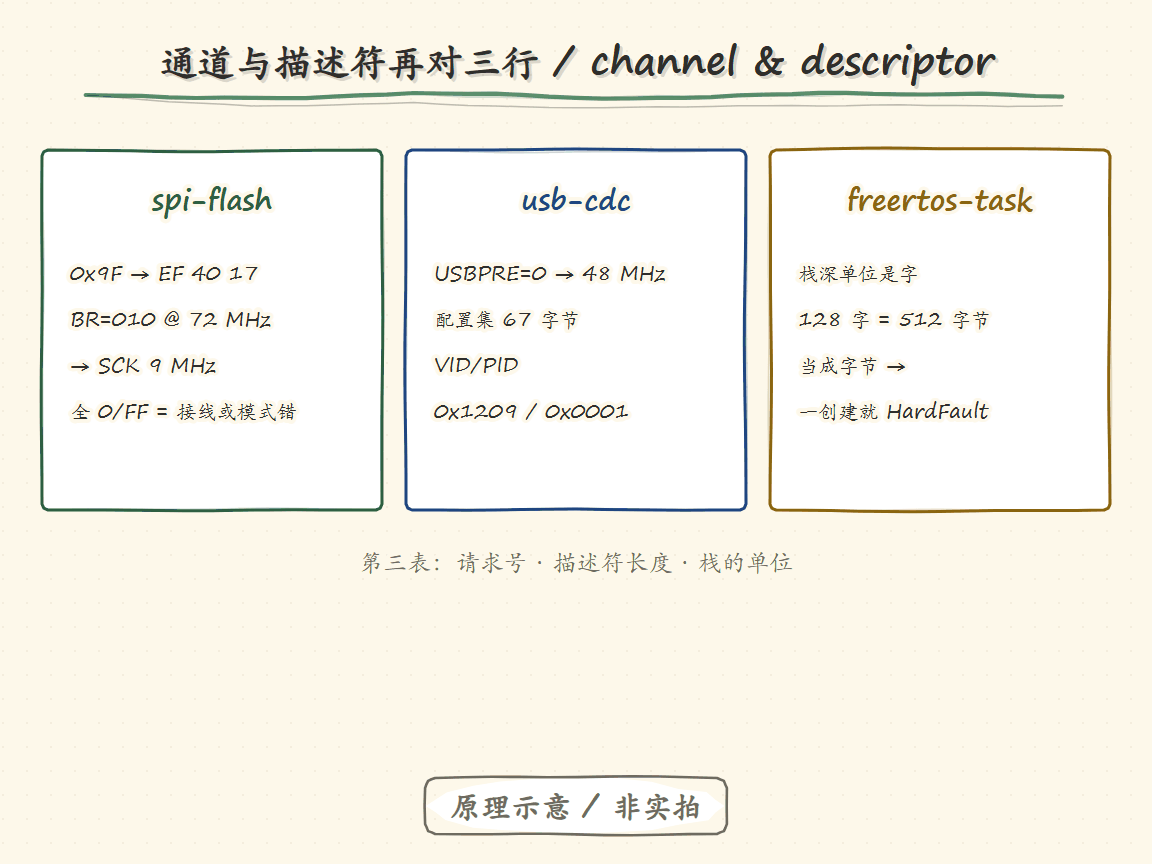 通道与描述符再对三行 / channel & descriptor
spi-flash
0x9F → EF 40 17
BR=010 @ 72 MHz
→ SCK 9 MHz
全 0/FF = 接线或模式错
usb-cdc
USBPRE=0 → 48 MHz
配置集 67 字节
VID/PID
0x1209 / 0x0001
freertos-task
栈深单位是字
128 字 = 512 字节
当成字节 →
一创建就 HardFault
第三表：请求号 · 描述符长度 · 栈的单位
原理示意 / 非实拍